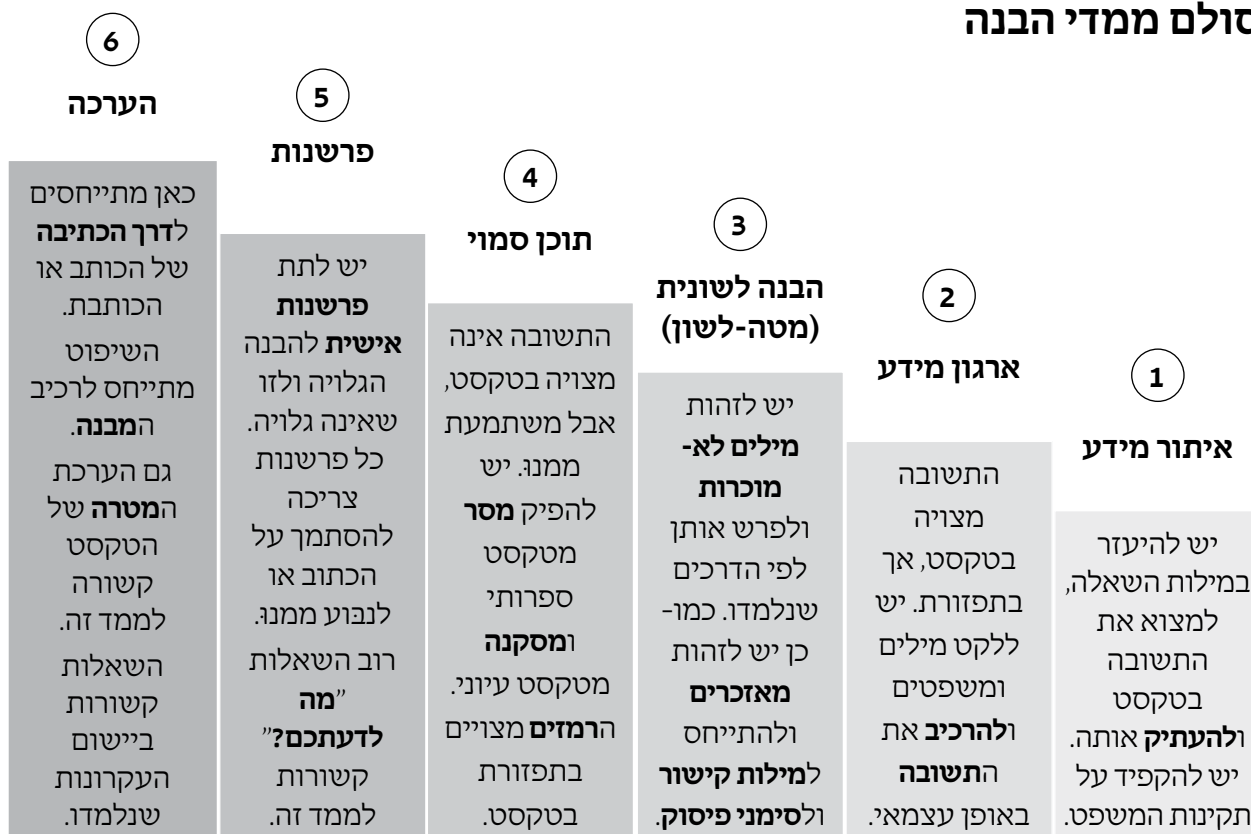 סולם ממדי הבנה
1
איתור מידע
יש להיעזר
במילות השאלה,
למצוא את
התשובה
בטקסט
ולהעתיק אותה.
יש להקפיד על
תקינות המשפט.
2
ארגון מידע
התשובה
מצויה
בטקסט, אך
בתפזורת. יש
ללקט מילים
ומשפטים
ולהרכיב את
התשובה
באופן עצמאי.
3
הבנה לשונית
(מטה-לשון)
יש לזהות
מילים לא-
מוכרות
ולפרש אותן
לפי הדרכים
שנלמדו. כמו-
כן יש לזהות
מאזכרים
ולהתייחס
למילות קישור
ולסימני פיסוק.
4
תוכן סמוי
התשובה אינה
מצויה בטקסט,
אבל משתמעת
ממנוּ. יש
להפיק מסר
מטקסט
ספרותי
ומסקנה
מטקסט עיוני.
הרמזים מצויים
בתפזורת
בטקסט.
5
פרשנות
יש לתת
פרשנות
אישית להבנה
הגלויה ולזו
שאינה גלויה.
כל פרשנות
צריכה
להסתמך על
הכתוב או
לנבּוע ממנוּ.
רוב השאלות
"מה
לדעתכם?"
קשורות
לממד זה.
6
הערכה
כאן מתייחסים
לדרך הכתיבה
של הכותב או
הכותבת.
השיפוט
מתייחס לרכיב
המבנה.
גם הערכת
המטרה של
הטקסט
קשורה
לממד זה.
השאלות
קשורות
ביישום
העקרונות
שנלמדו.